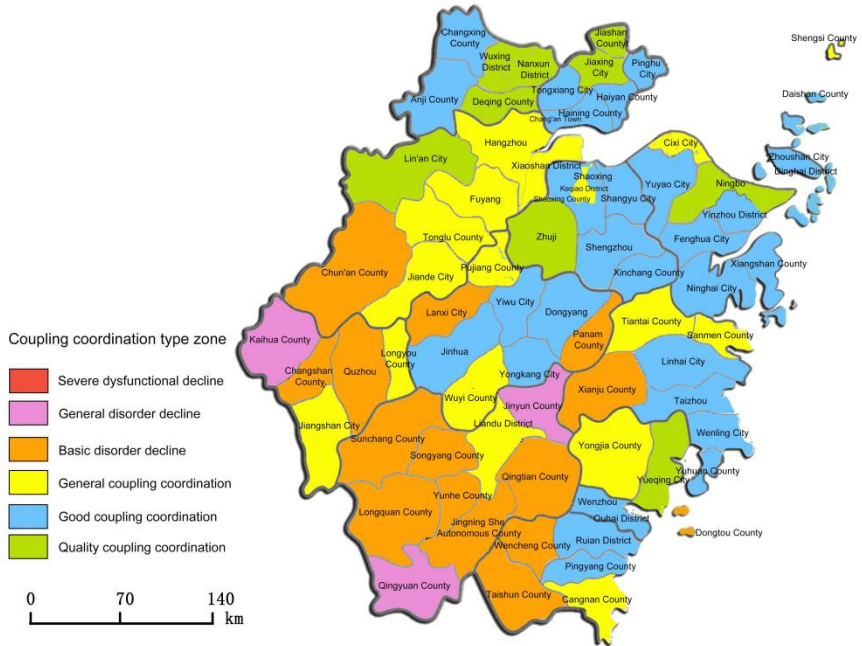 Changxing
County
Jiashan
County
Shengsi County
Wuxing
District
Nanxun
District
Jiaxing
City
Pinghu
City
Anji County
Deqing County
Tongxiang City
Haiyan County
Daishan County
Haining County
Chang'an Town
Hangzhou
Cixi City
Lin'an City
Xiaoshan District
Zhoushan City
Dinghai District
Shaoxing
Keqiao District
Shaoxing County
Shangyu City
Yuyao City
Ningbo
Fuyang
Yinzhou District
Tonglu County
Zhuji
Shengzhou
Fenghua City
Chun'an County
Jiande City
Pujiang County
Xinchang County
Xiangshan County
Ninghai City
Lanxi City
Yiwu City
Dongyang
Tiantai County
Sanmen County
Kaihua County
Coupling coordination type zone
Longyou
County
Jinhua
Panam
County
Linhai City
Changshan
County
Quzhou
Yongkang City
Severe dysfunctional decline
Wuyi County
Jinyun County
Xianju County
Taizhou
General disorder decline
Jiangshan City
Liandu District
Wenling City
Basic disorder decline
Sunchang County
Songyang County
Yongjia County
Yuhuan County
General coupling coordination
Qingtian County
Yueqing City
Yunhe County
Longquan County
Wenzhou
Good coupling coordination
Jingning She
Autonomous County
Ouhai District
Ruian District
Dongtou County
Quality coupling coordination
Wencheng County
Pingyang County
Qingyuan County
Taishun County
Cangnan County
0 70 140
km